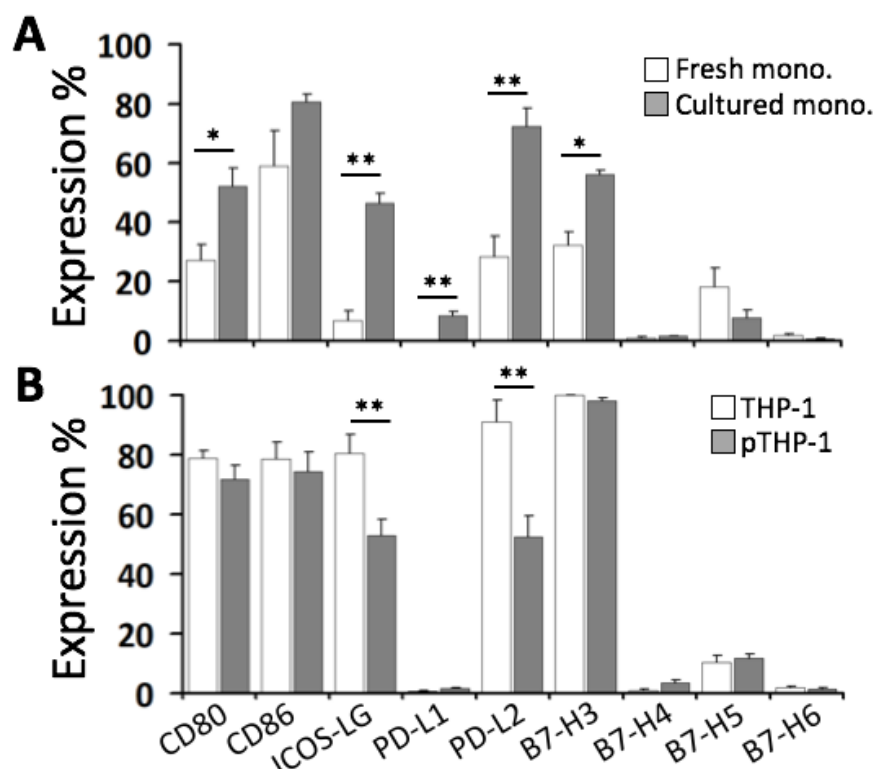 A
Expression %
100
80
60
40
20
0
Fresh mono.
Cultured mono.
*
**
**
**
*
B
Expression %
100
80
60
40
20
0
THP-1
pTHP-1
**
**
CD80
CD86
ICOS-LG
PD-L1
PD-L2
B7-H3
B7-H4
B7-H5
B7-H6